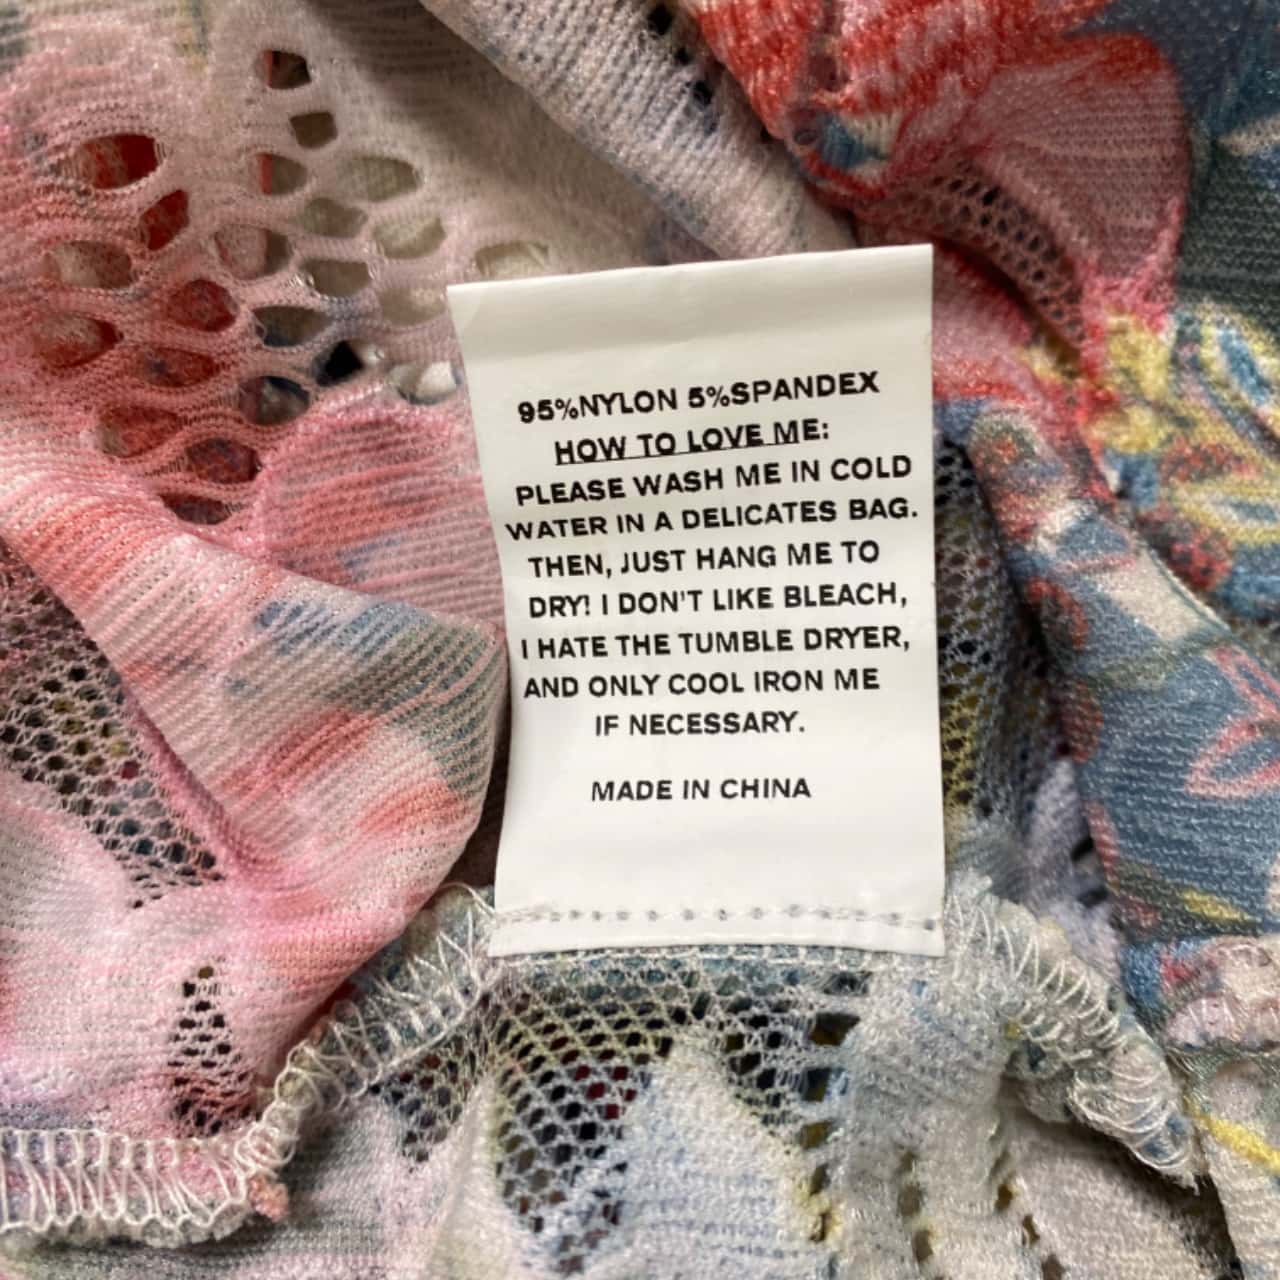 95%NYLON 5%SPANDEX
HOW TO LOVE ME:
PLEASE WASH ME IN COLD
WATER IN A DELICATES BAG.
THEN, JUST HANG ME TO
DRY! I DON'T LIKE BLEACH,
I HATE THE TUMBLE DRYER,
AND ONLY COOL IRON ME
IF NECESSARY.
MADE IN CHINA